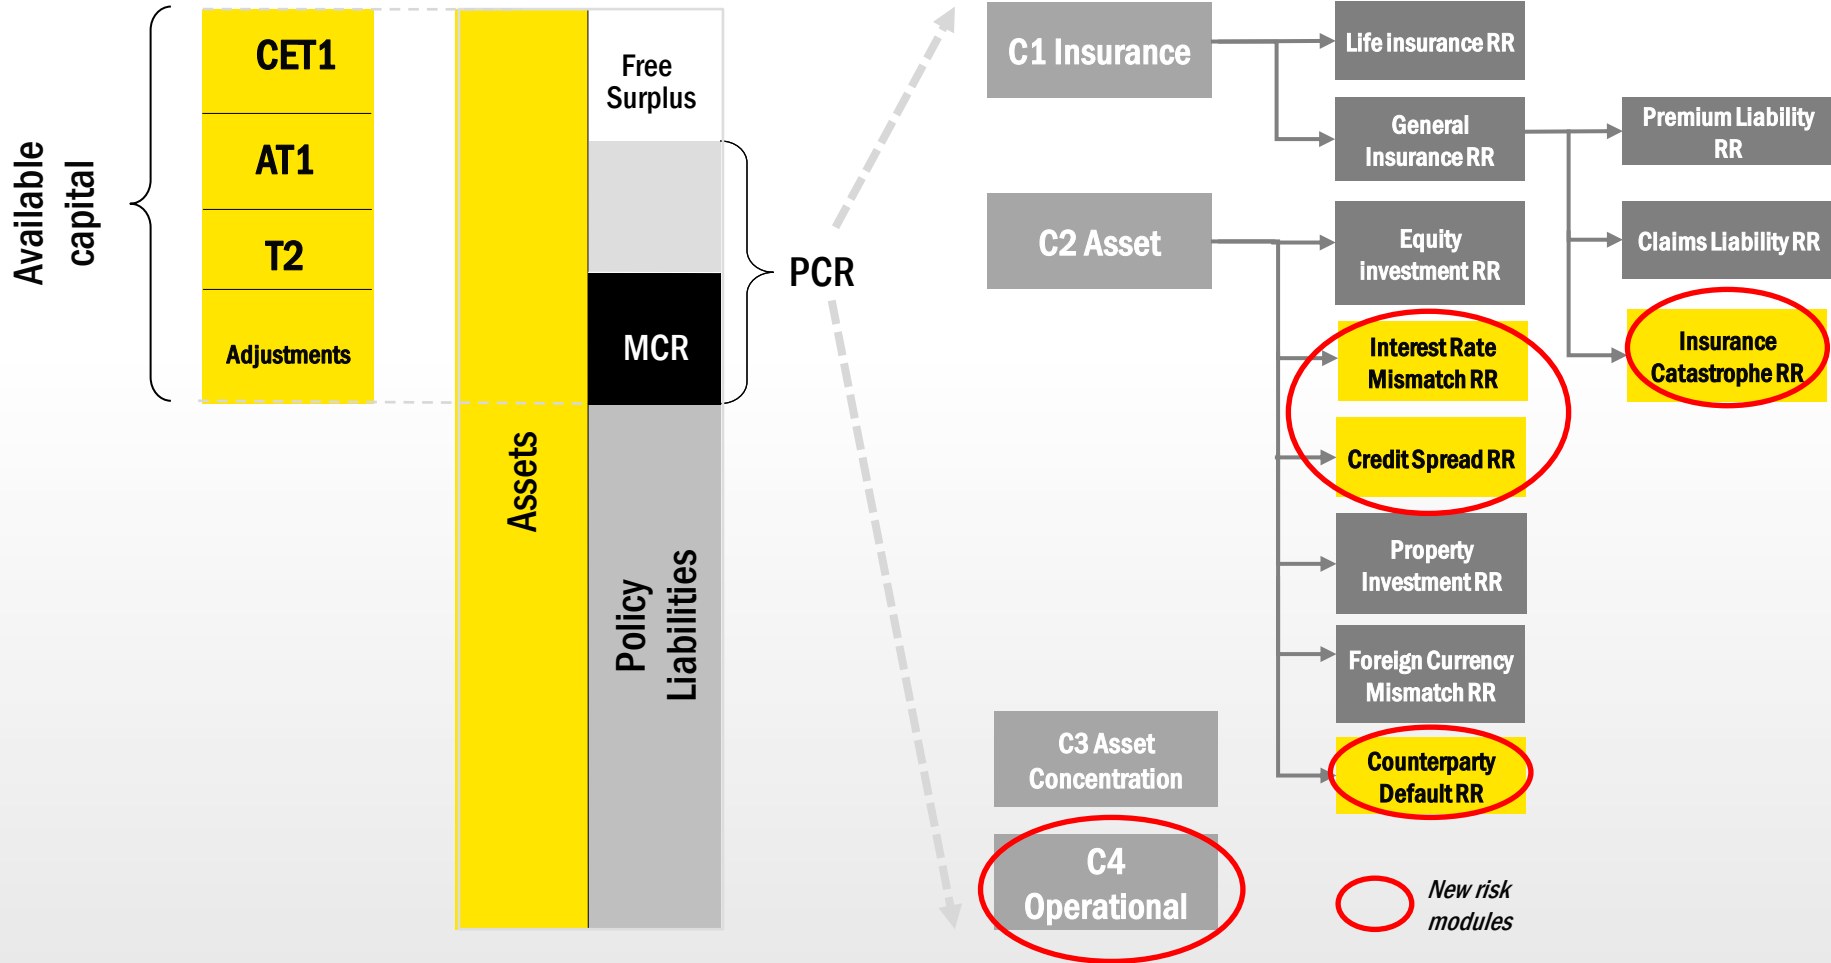 Available
capital
CET1
AT1
T2
Adjustments
Assets
Free
Surplus
MCR
Policy
Liabilities
PCR
C1 Insurance
Life insurance RR
General
Insurance RR
Premium Liability
RR
Claims Liability RR
Insurance
Catastrophe RR
C2 Asset
Equity
investment RR
Interest Rate
Mismatch RR
Credit Spread RR
Property
Investment RR
Foreign Currency
Mismatch RR
Counterparty
Default RR
C3 Asset
Concentration
C4
Operational
New risk
modules